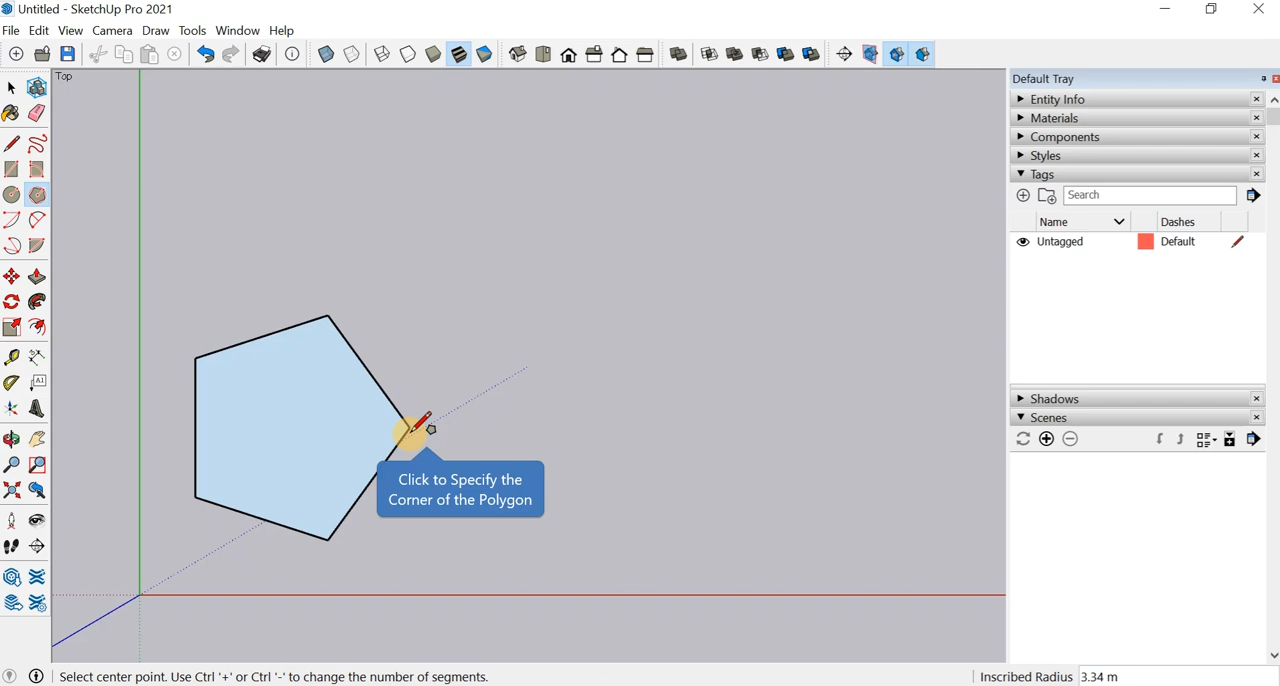 Untitled - SketchUp Pro 2021
File Edit View Camera Draw Tools Window Help
Top
Default Tray
Entity Info
Materials
Components
Styles
Tags
Search
Name Dashes
Untagged Default
A1
Click to Specify the
Corner of the Polygon
Shadows
Scenes
Select center point. Use Ctrl '+' or Ctrl '-' to change the number of segments.
Inscribed Radius 3.34 m